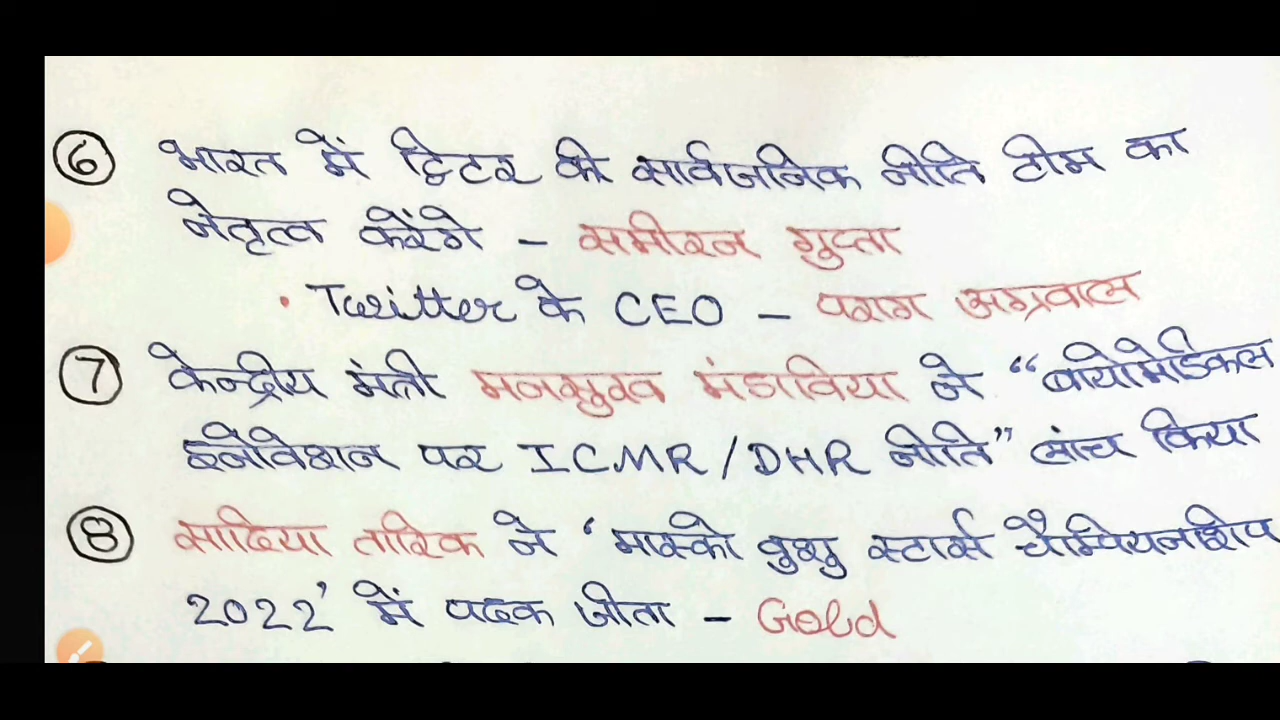 6 भारत में ट्विटर की सार्वजनिक नीति टीम का
नेतृत्व करेंगे – समीरन गुप्ता
• Twitter के CEO – पराग अग्रवाल
7 केन्द्रीय मंत्री मनसुख मंडाविया ने “बायोमेडिकल
इनोवेशन पर ICMR/DHR नीति” लांच किया
8 सादिया तारिक ने ‘मास्को वुशु स्टार्स चैम्पियनशिप
2022’ में पदक जीता – Gold